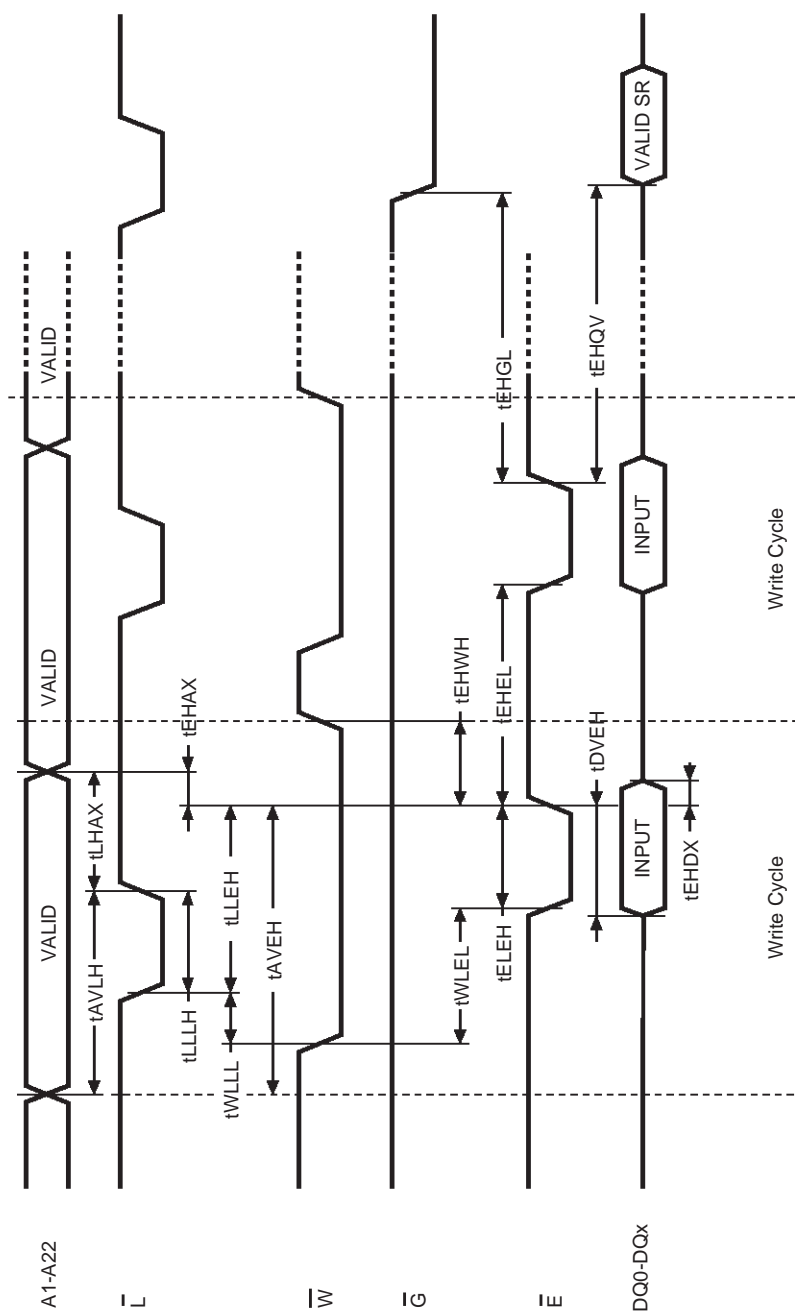 A1-A22
VALID
VALID
VALID
tAVLH
tLHAX
L̅
tLLLH
tEHAX
tWLLL
tLLEH
tAVEH
W̅
G̅
tWLEL
tEHWH
E̅
tELEH
tEHEL
tEHGL
tDVEH
tEHQV
DQ0-DQx
INPUT
INPUT
VALID SR
tEHDX
Write Cycle
Write Cycle